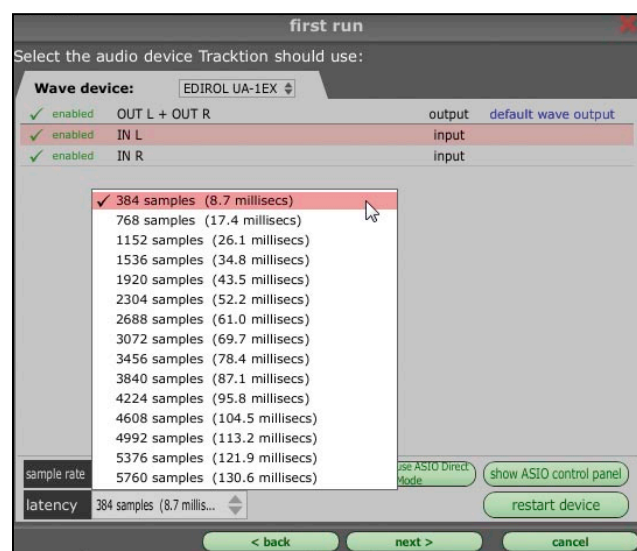 first run
Select the audio device Tracktion should use:
Wave device: EDIROL UA-1EX
enabled OUT L + OUT R output default wave output
enabled IN L input
enabled IN R input
384 samples (8.7 millisecs)
768 samples (17.4 millisecs)
1152 samples (26.1 millisecs)
1536 samples (34.8 millisecs)
1920 samples (43.5 millisecs)
2304 samples (52.2 millisecs)
2688 samples (61.0 millisecs)
3072 samples (69.7 millisecs)
3456 samples (78.4 millisecs)
3840 samples (87.1 millisecs)
4224 samples (95.8 millisecs)
4608 samples (104.5 millisecs)
4992 samples (113.2 millisecs)
5376 samples (121.9 millisecs)
5760 samples (130.6 millisecs)
sample rate
use ASIO Direct
Mode
show ASIO control panel
latency 384 samples (8.7 millis...
restart device
< back next > cancel